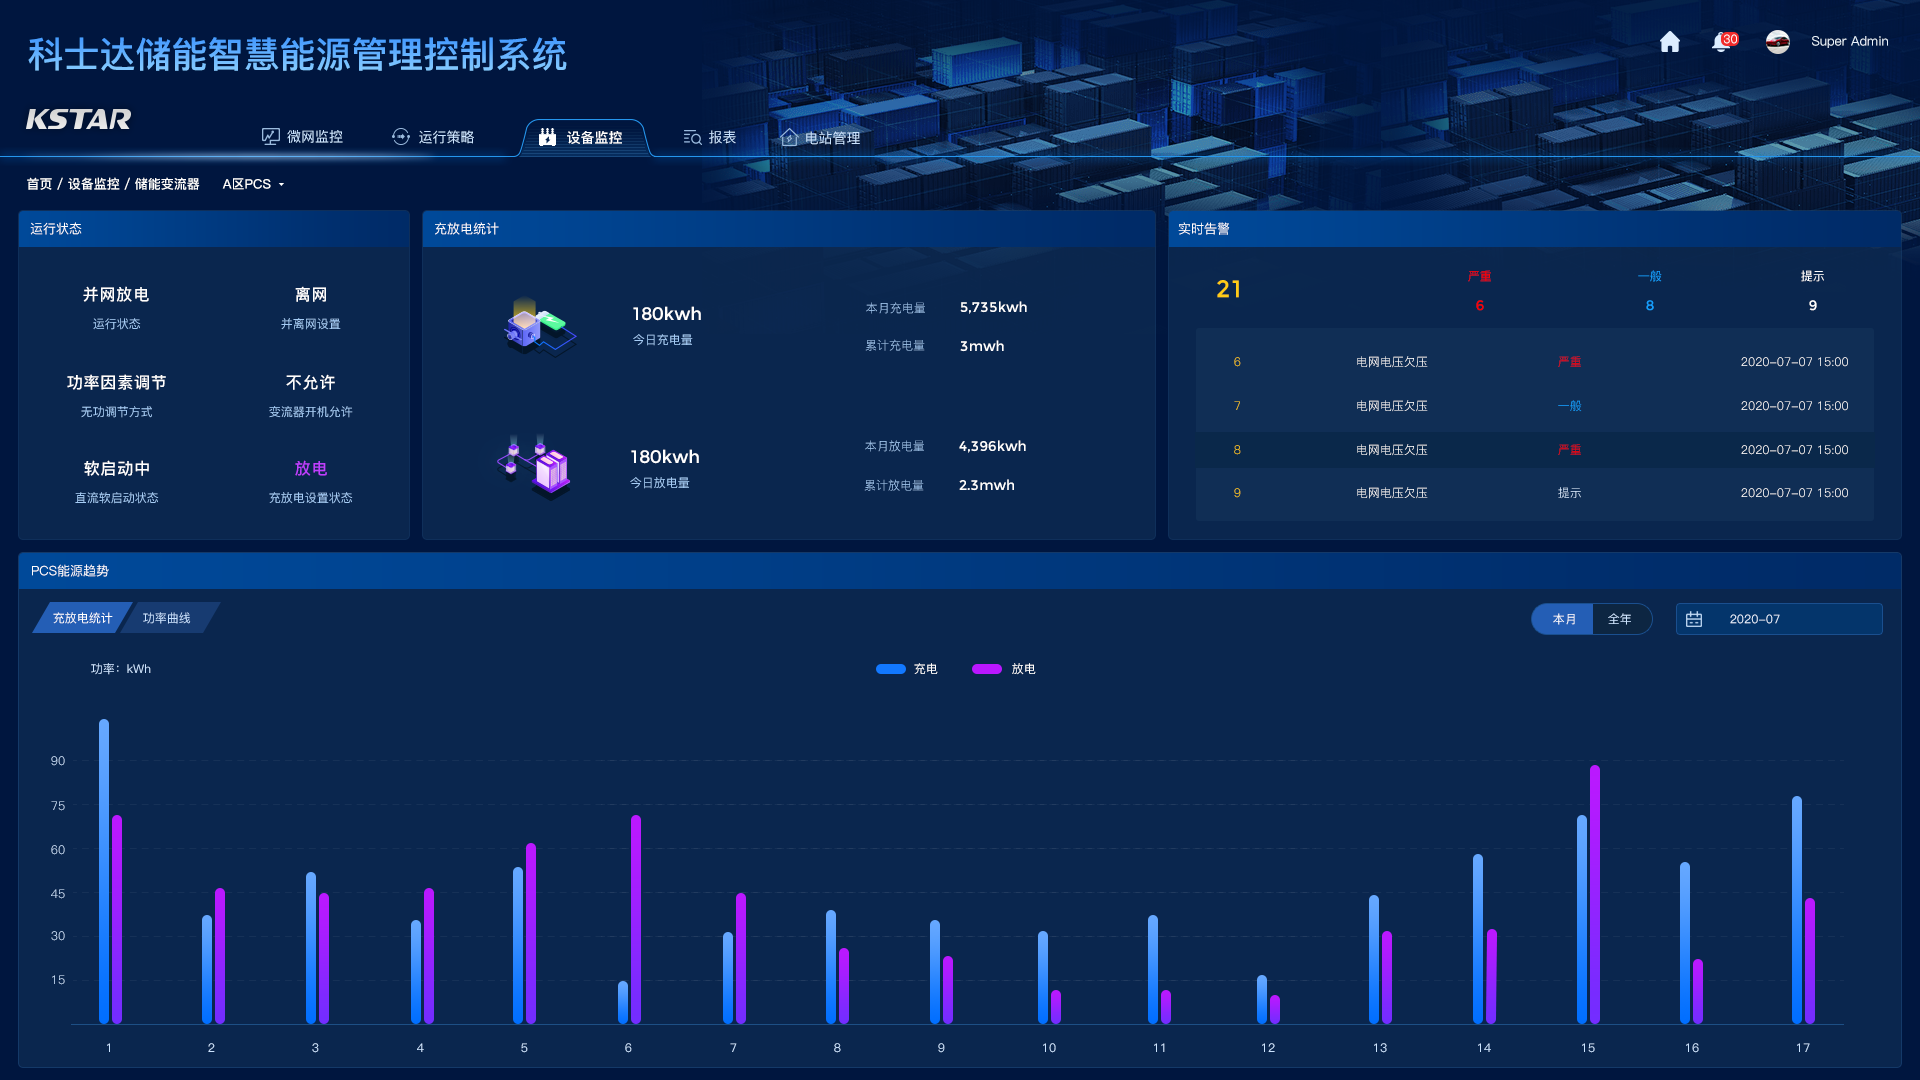 科士达储能智慧能源管理控制系统
30
Super Admin
KSTAR
微网监控
运行策略
设备监控
报表
电站管理
首页 / 设备监控 / 储能变流器
A区PCS
运行状态
并网放电
运行状态
离网
并离网设置
功率因素调节
无功调节方式
不允许
变流器开机允许
软启动中
直流软启动状态
放电
充放电设置状态
充放电统计
180kwh
今日充电量
本月充电量 5,735kwh
累计充电量 3mwh
180kwh
今日放电量
本月放电量 4,396kwh
累计放电量 2.3mwh
实时告警
21
严重 一般 提示
6 8 9
6 电网电压欠压 严重 2020-07-07 15:00
7 电网电压欠压 一般 2020-07-07 15:00
8 电网电压欠压 严重 2020-07-07 15:00
9 电网电压欠压 提示 2020-07-07 15:00
PCS能源趋势
充放电统计 功率曲线
本月 全年
2020-07
功率：kWh
充电 放电
90
75
60
45
30
15
1 2 3 4 5 6 7 8 9 10 11 12 13 14 15 16 17